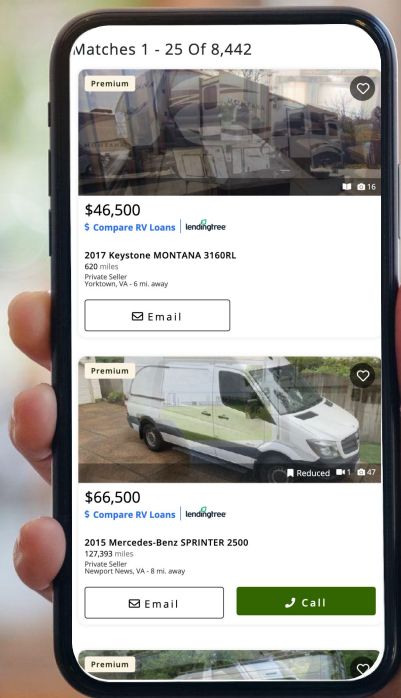 Matches 1 - 25 Of 8,442
Premium
16
$46,500
$ Compare RV Loans | lendingtree
2017 Keystone MONTANA 3160RL
620 miles
Private Seller
Yorktown, VA - 6 mi. away
Email
Premium
Reduced 1 47
$66,500
$ Compare RV Loans | lendingtree
2015 Mercedes-Benz SPRINTER 2500
127,393 miles
Private Seller
Newport News, VA - 8 mi. away
Email Call
Premium